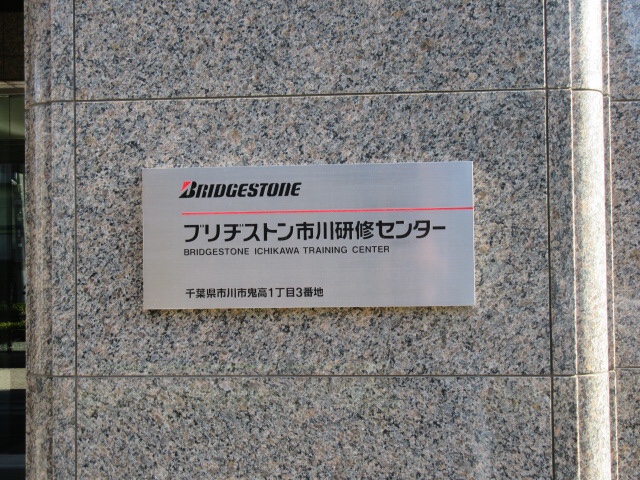 BRIDGESTONE
ブリヂストン市川研修センター
BRIDGESTONE ICHIKAWA TRAINING CENTER
千葉県市川市鬼高1丁目3番地